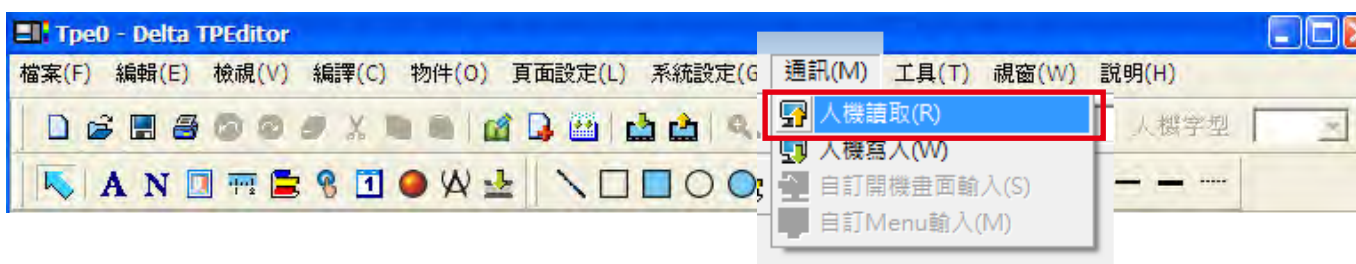 Tpe0 - Delta TPEditor
檔案(F) 編輯(E) 檢視(V) 編譯(C) 物件(O) 頁面設定(L) 系統設定(G 通訊(M) 工具(T) 視窗(W) 說明(H)
人機讀取(R)
人機字型
人機寫入(W)
A N
1
自訂開機畫面輸入(S)
自訂Menu輸入(M)